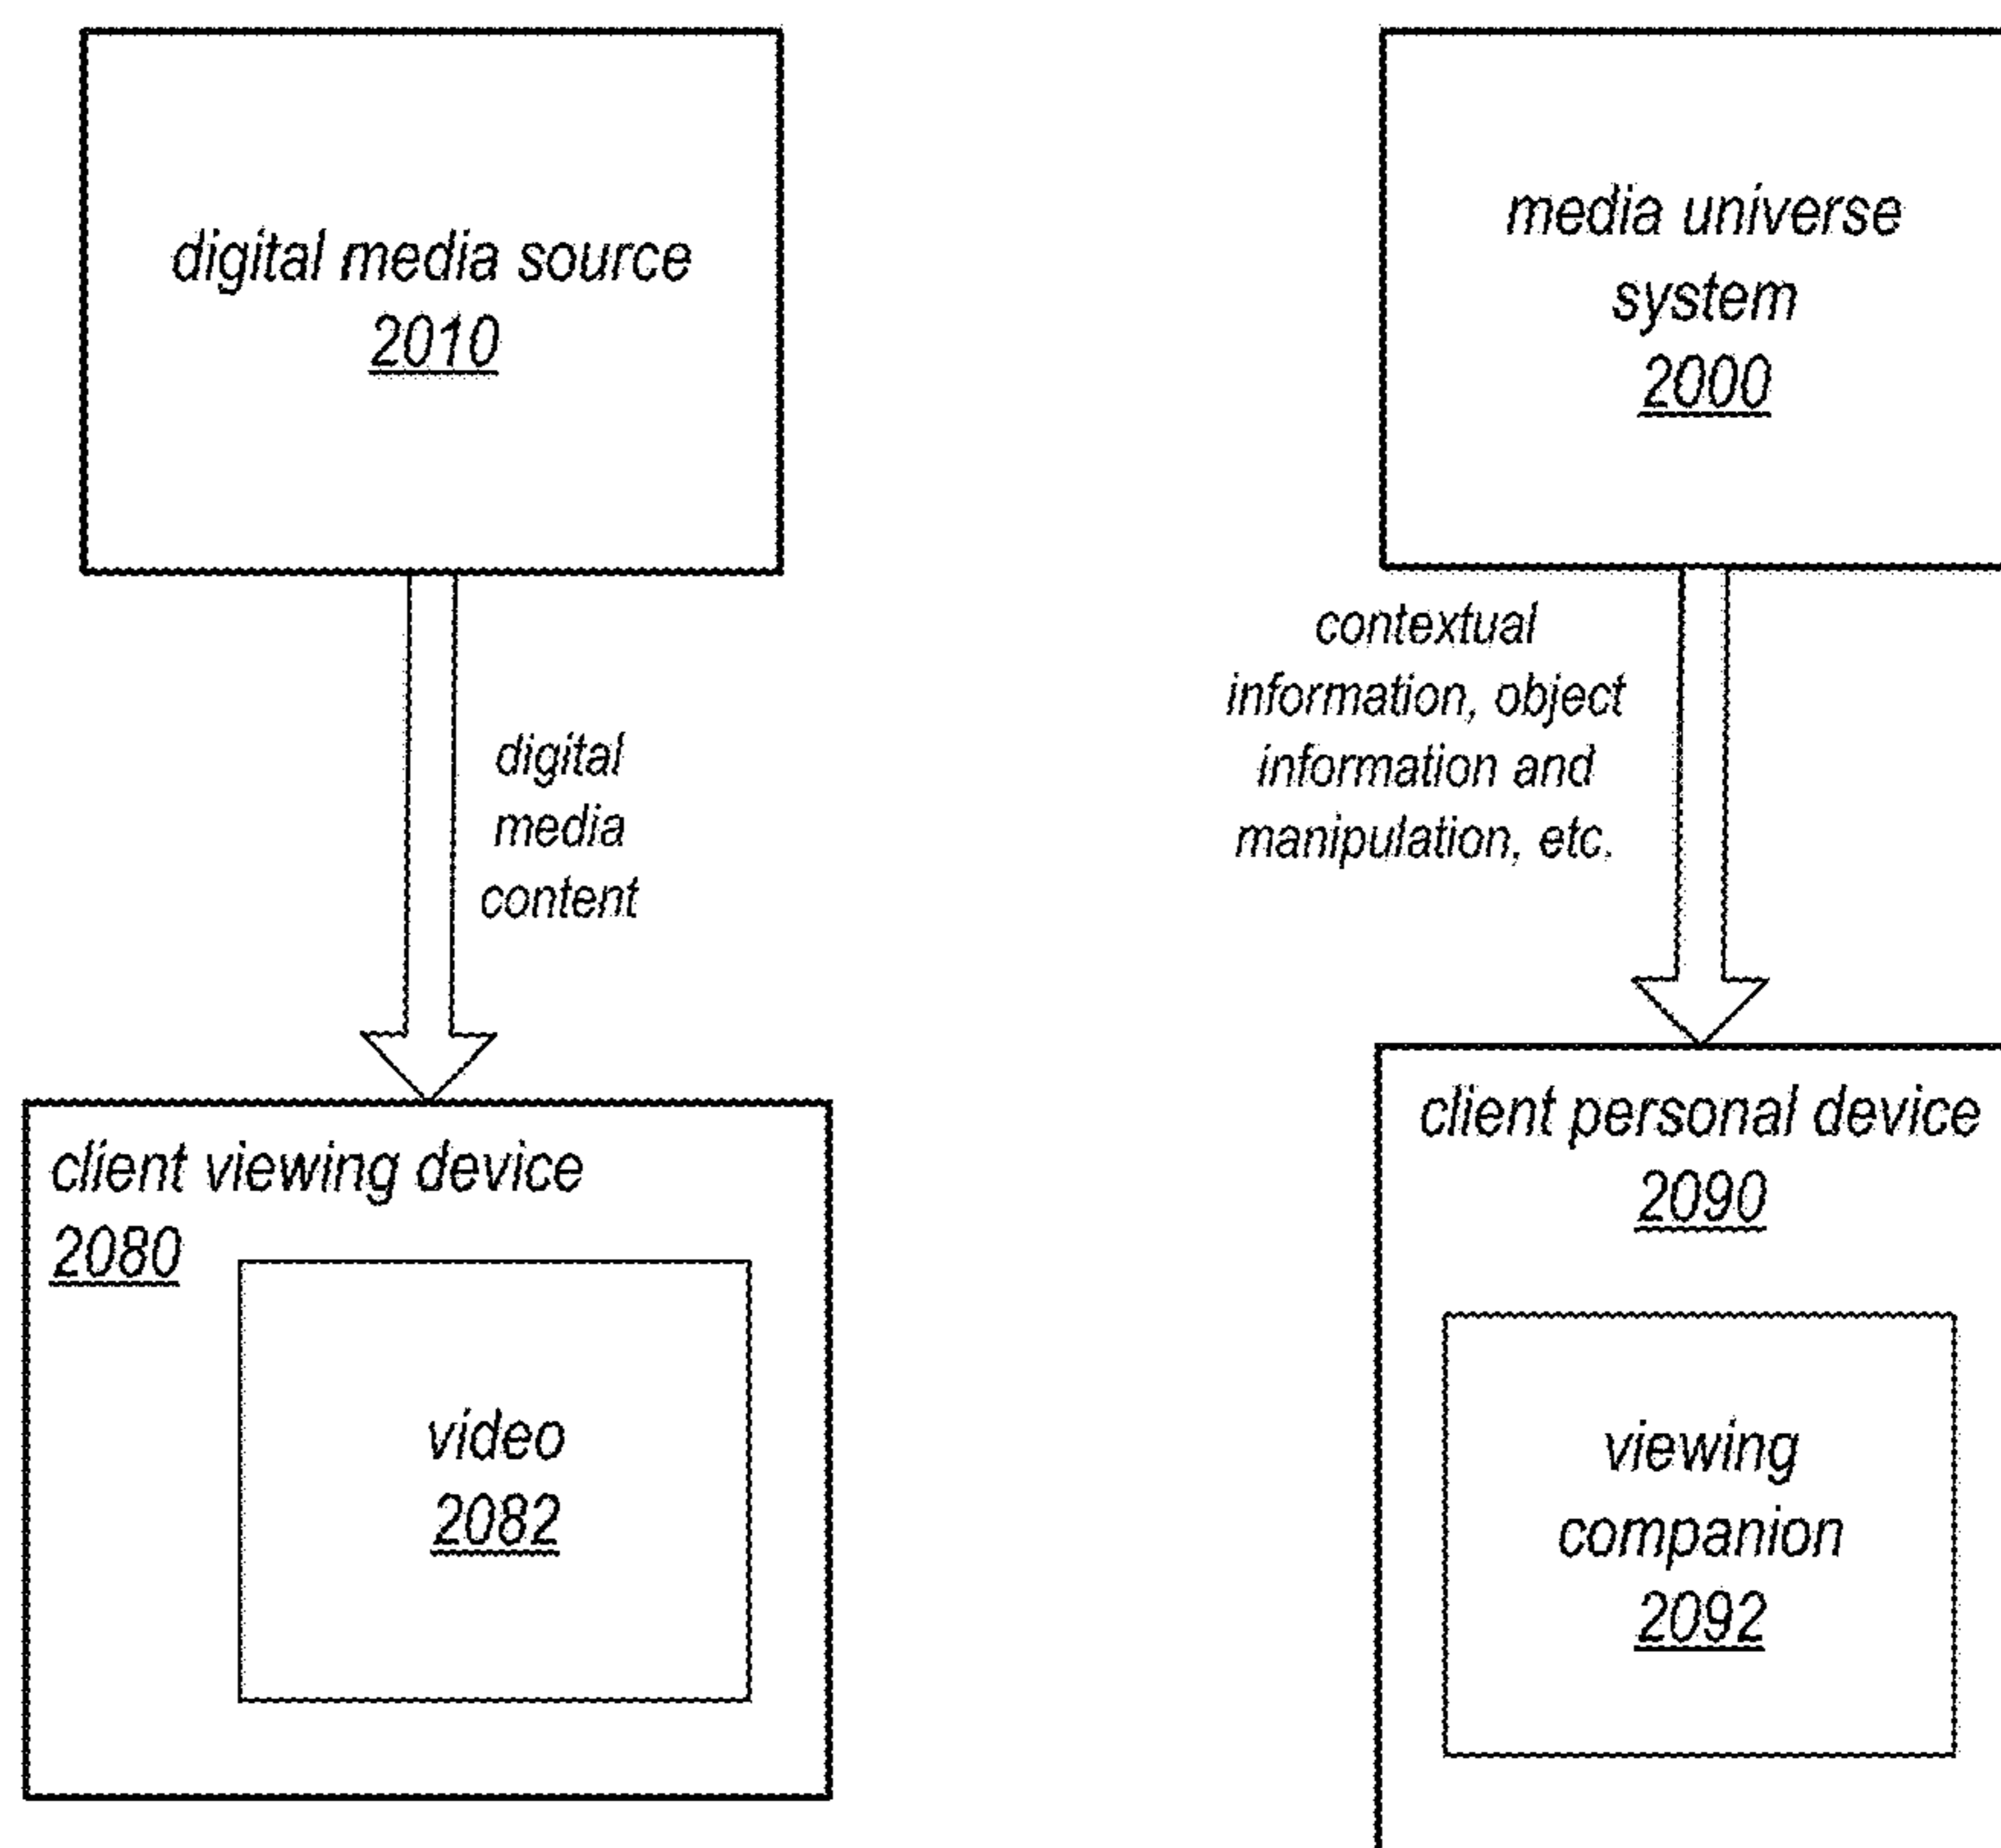 digital media source
2010
media universe
system
2000
digital
media
content
contextual
information, object
information and
manipulation, etc.
client viewing device
2080
video
2082
client personal device
2090
viewing
companion
2092